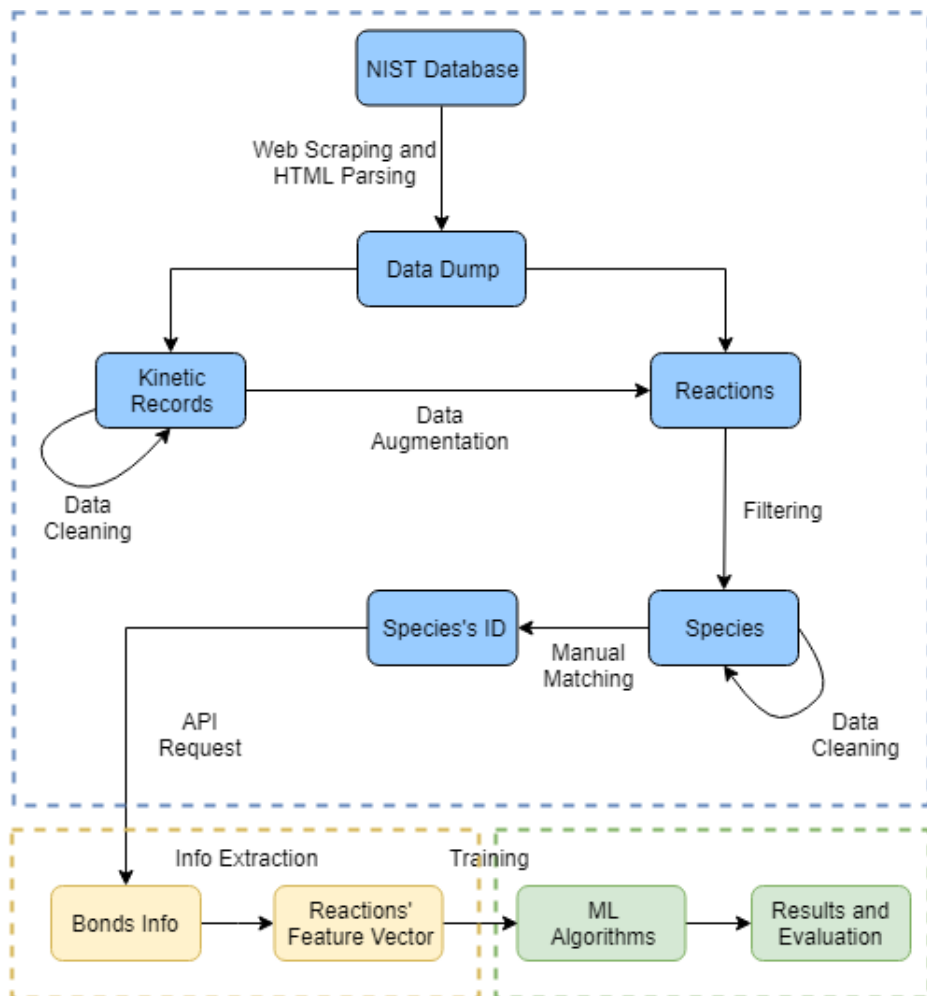 NIST Database
Web Scraping and
HTML Parsing
Data Dump
Kinetic
Records
Reactions
Data
Augmentation
Data
Cleaning
Filtering
Species's ID
Species
Manual
Matching
API
Request
Data
Cleaning
Info Extraction
Training
Bonds Info
Reactions'
Feature Vector
ML
Algorithms
Results and
Evaluation